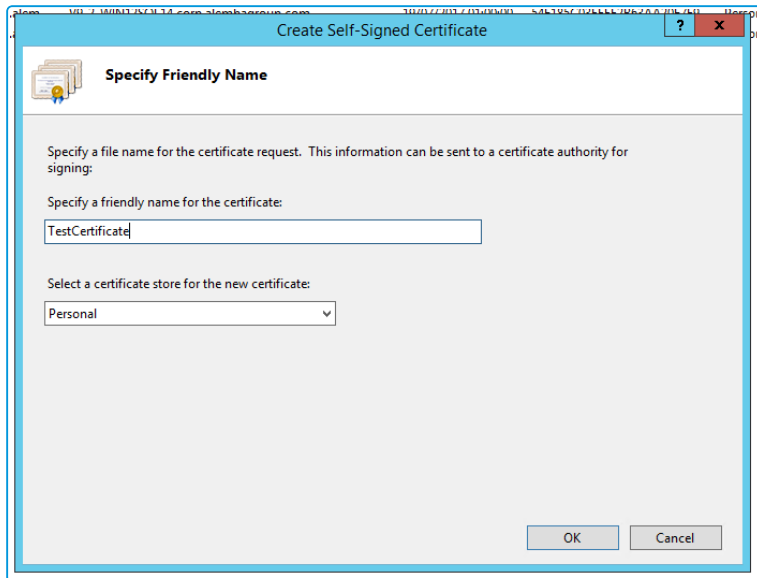 Create Self-Signed Certificate
? x
Specify Friendly Name
Specify a file name for the certificate request. This information can be sent to a certificate authority for
signing:
Specify a friendly name for the certificate:
TestCertificate
Select a certificate store for the new certificate:
Personal
OK Cancel